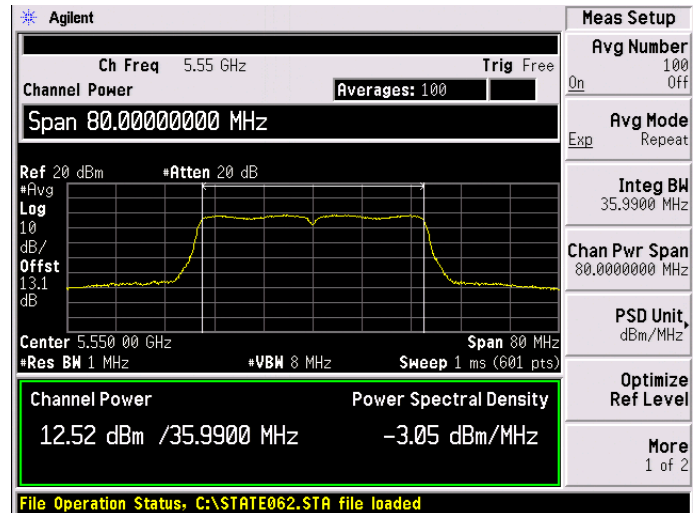 Agilent
Meas Setup
Ch Freq 5.55 GHz Trig Free
Channel Power Averages: 100
Span 80.00000000 MHz
Ref 20 dBm #Atten 20 dB
#Avg
Log
10
dB/
Offst
13.1
dB
Center 5.550 00 GHz Span 80 MHz
#Res BW 1 MHz #VBW 8 MHz Sweep 1 ms (601 pts)
Channel Power Power Spectral Density
12.52 dBm /35.9900 MHz -3.05 dBm/MHz
File Operation Status, C:\STATE062.STA file loaded
Avg Number
100
On Off
Avg Mode
Exp Repeat
Integ BW
35.9900 MHz
Chan Pwr Span
80.0000000 MHz
PSD Unit
dBm/MHz
Optimize
Ref Level
More
1 of 2